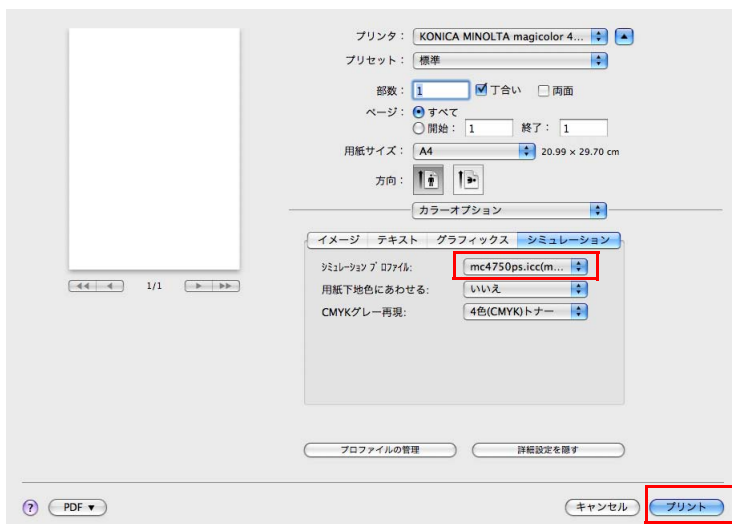 プリンタ： KONICA MINOLTA magicolor 4...
プリセット： 標準
部数： 1 丁合い 両面
ページ： すべて
開始： 1 終了： 1
用紙サイズ： A4 20.99 × 29.70 cm
方向：
カラーオプション
イメージ テキスト グラフィックス シミュレーション
シミュレーションプロファイル: mc4750ps.icc(m...
用紙下地色にあわせる: いいえ
CMYKグレー再現: 4色(CMYK)トナー
1/1
プロファイルの管理 詳細設定を隠す
? PDF ▼ キャンセル プリント